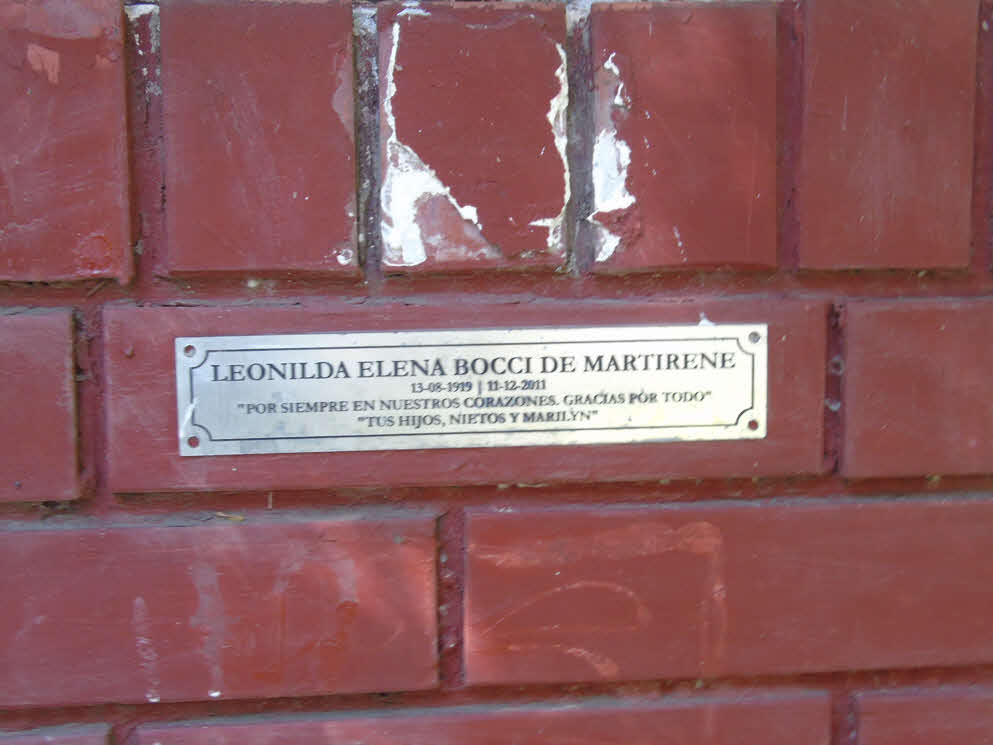 LEONILDA ELENA BOCCI DE MARTIRENE
13-08-1919 | 11-12-2011
"POR SIEMPRE EN NUESTROS CORAZONES. GRACIAS POR TODO"
"TUS HIJOS, NIETOS Y MARILYN"